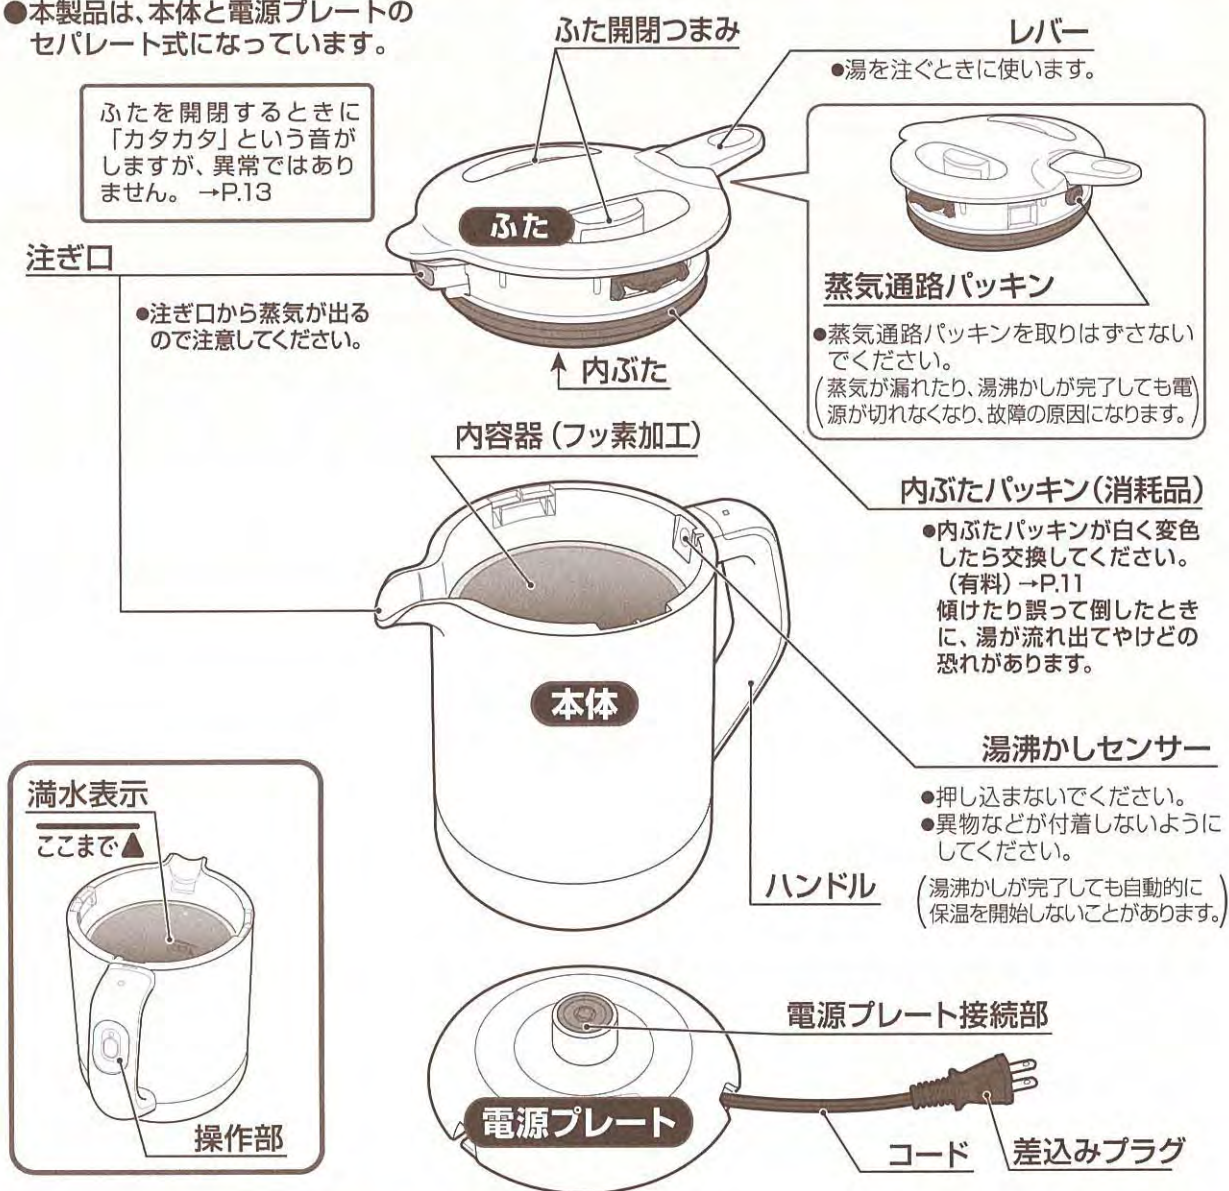 ●本製品は、本体と電源プレートの
セパレート式になっています。
ふたを開閉するときに
「カタカタ」という音が
しますが、異常ではあり
ません。 →P.13
ふた開閉つまみ
レバー
●湯を注ぐときに使います。
ふた
注ぎ口
●注ぎ口から蒸気が出る
ので注意してください。
内ぶた
蒸気通路パッキン
●蒸気通路パッキンを取りはずさない
でください。
(蒸気が漏れたり、湯沸かしが完了しても電
源が切れなくなり、故障の原因になります。)
内容器(フッ素加工)
内ぶたパッキン(消耗品)
●内ぶたパッキンが白く変色
したら交換してください。
(有料)→P.11
傾けたり誤って倒したとき
に、湯が流れ出てやけどの
恐れがあります。
本体
湯沸かしセンサー
●押し込まないでください。
●異物などが付着しないように
してください。
(湯沸かしが完了しても自動的に
保温を開始しないことがあります。)
ハンドル
満水表示
ここまで▲
操作部
電源プレート接続部
電源プレート
コード
差込みプラグ